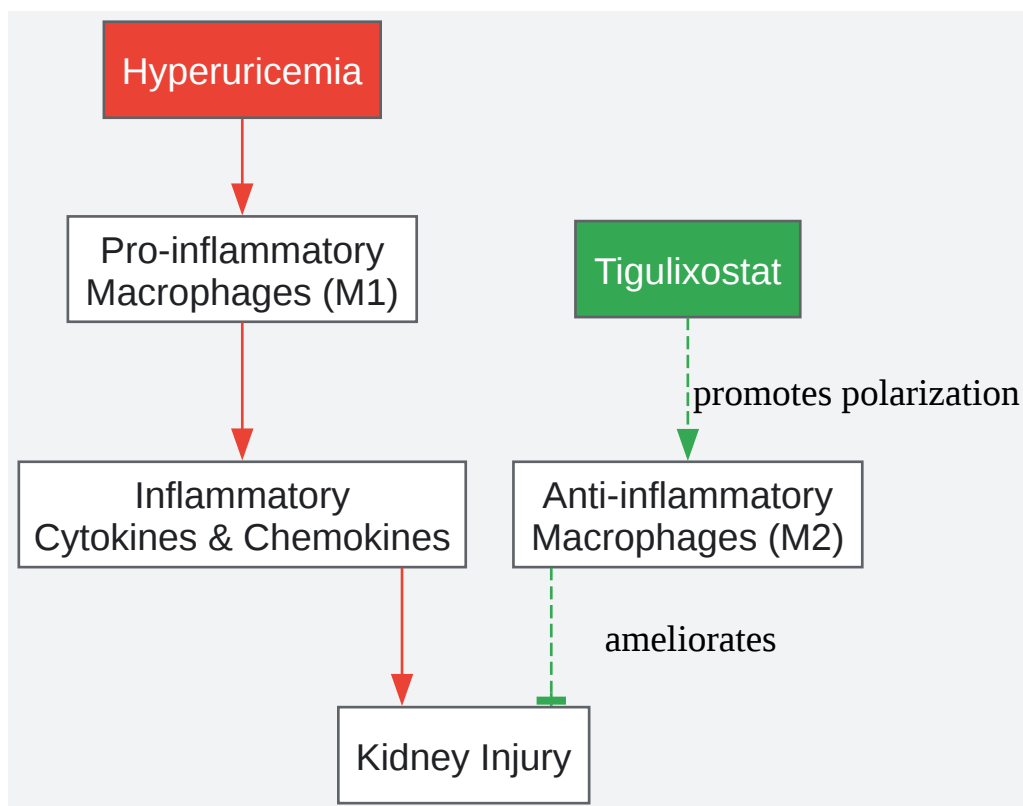 Hyperuricemia
Pro-inflammatory
Macrophages (M1)
Tigulixostat
promotes polarization
Inflammatory
Cytokines & Chemokines
Anti-inflammatory
Macrophages (M2)
ameliorates
Kidney Injury